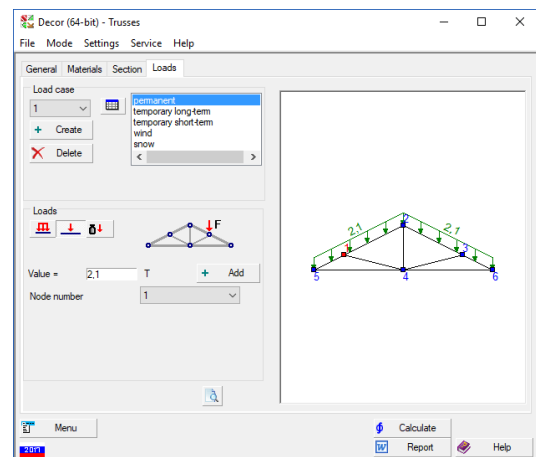 Decor (64-bit) - Trusses
File Mode Settings Service Help
General Materials Section Loads
Load case
1
+ Create
Delete
permanent
temporary long-term
temporary short-term
wind
snow
Loads
F
Value = 2,1 T + Add
Node number 1
2,1 2 2,1
1 3
5 4 6
Menu
Calculate
Report
Help